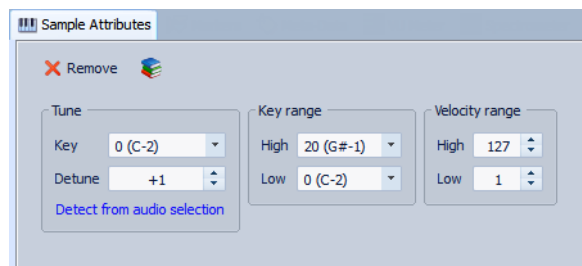 Sample Attributes
Remove
Tune
Key 0 (C-2)
Detune +1
Detect from audio selection
Key range
High 20 (G#-1)
Low 0 (C-2)
Velocity range
High 127
Low 1